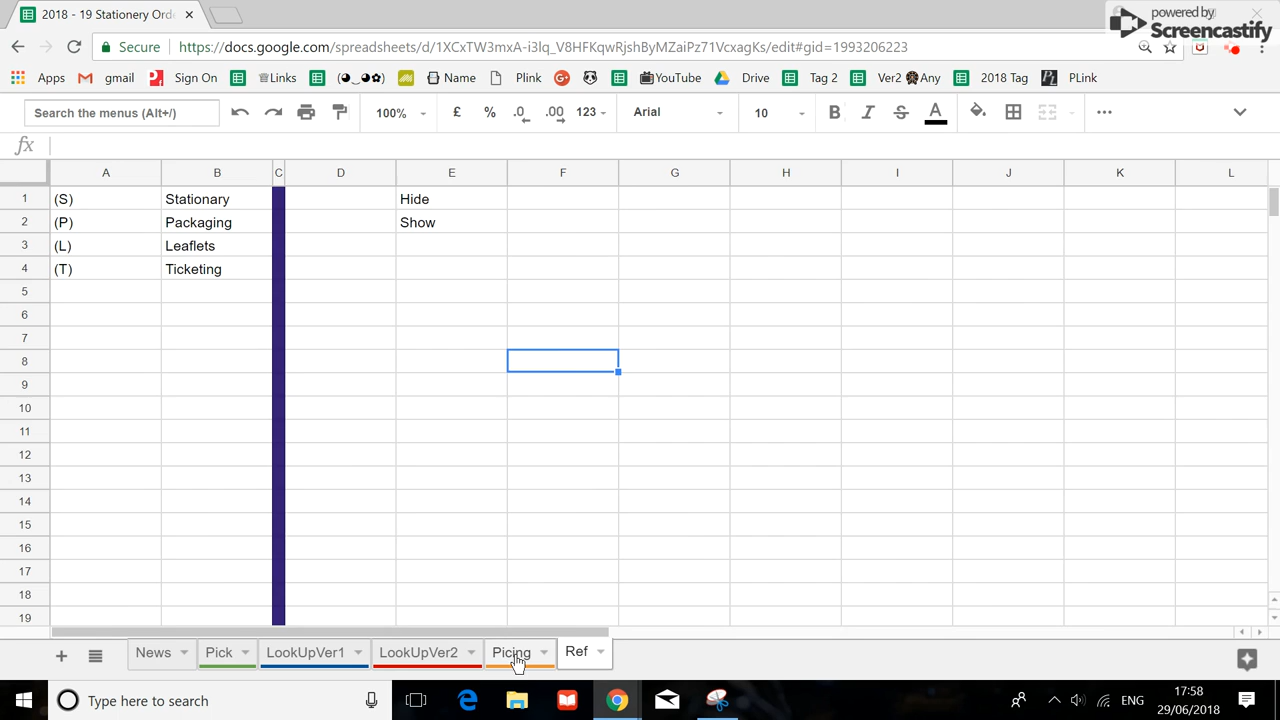 2018 - 19 Stationery Orde
powered by
Screencastify
Secure
https://docs.google.com/spreadsheets/d/1XCxYW3mxA-i3Iq_V8HFKqwRjshByMZaiPz71VcxagKs/edit#gid=1993206223
Apps gmail Sign On Links (◕‿◕✿) Name Plink YouTube Drive Tag 2 Ver2 Any 2018 Tag PLink
Search the menus (Alt+/) 100% £ % .0 .00 123 Arial 10 B I S A
fx
A B C D E F G H I J K L
1 (S) Stationary Hide
2 (P) Packaging Show
3 (L) Leaflets
4 (T) Ticketing
5
6
7
8
9
10
11
12
13
14
15
16
17
18
19
News Pick LookUpVer1 LookUpVer2 Picing Ref
Type here to search
ENG
17:58
29/06/2018